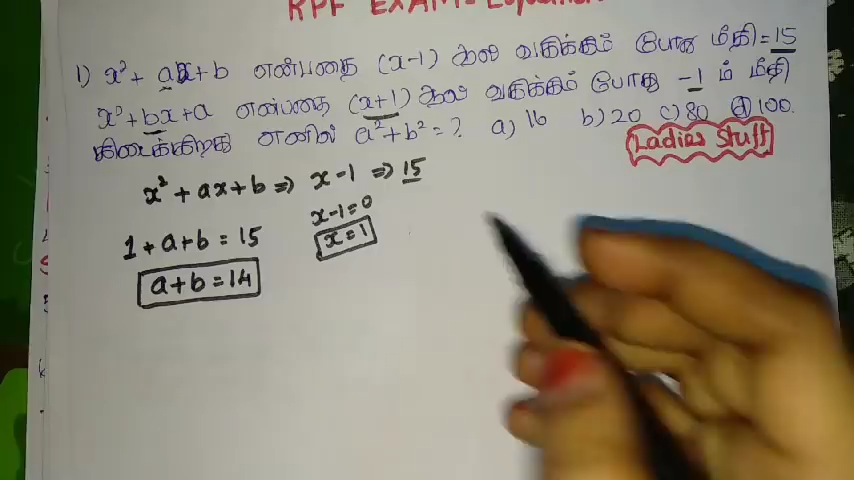 RPF EXAM
1) x² + ax + b என்பதை (x-1) ஆல் வகுக்கும் போது மீதி = 15
x² + bx + a என்பதை (x+1) ஆல் வகுக்கும் போது -1 ம் மீதி
கிடைக்கிறது எனில் a² + b² = ? a) 16 b) 20 c) 80 d) 100.
Ladies Stuff
x² + ax + b ⇒ x-1 ⇒ 15
x-1=0
1 + a + b = 15
x=1
a+b=14